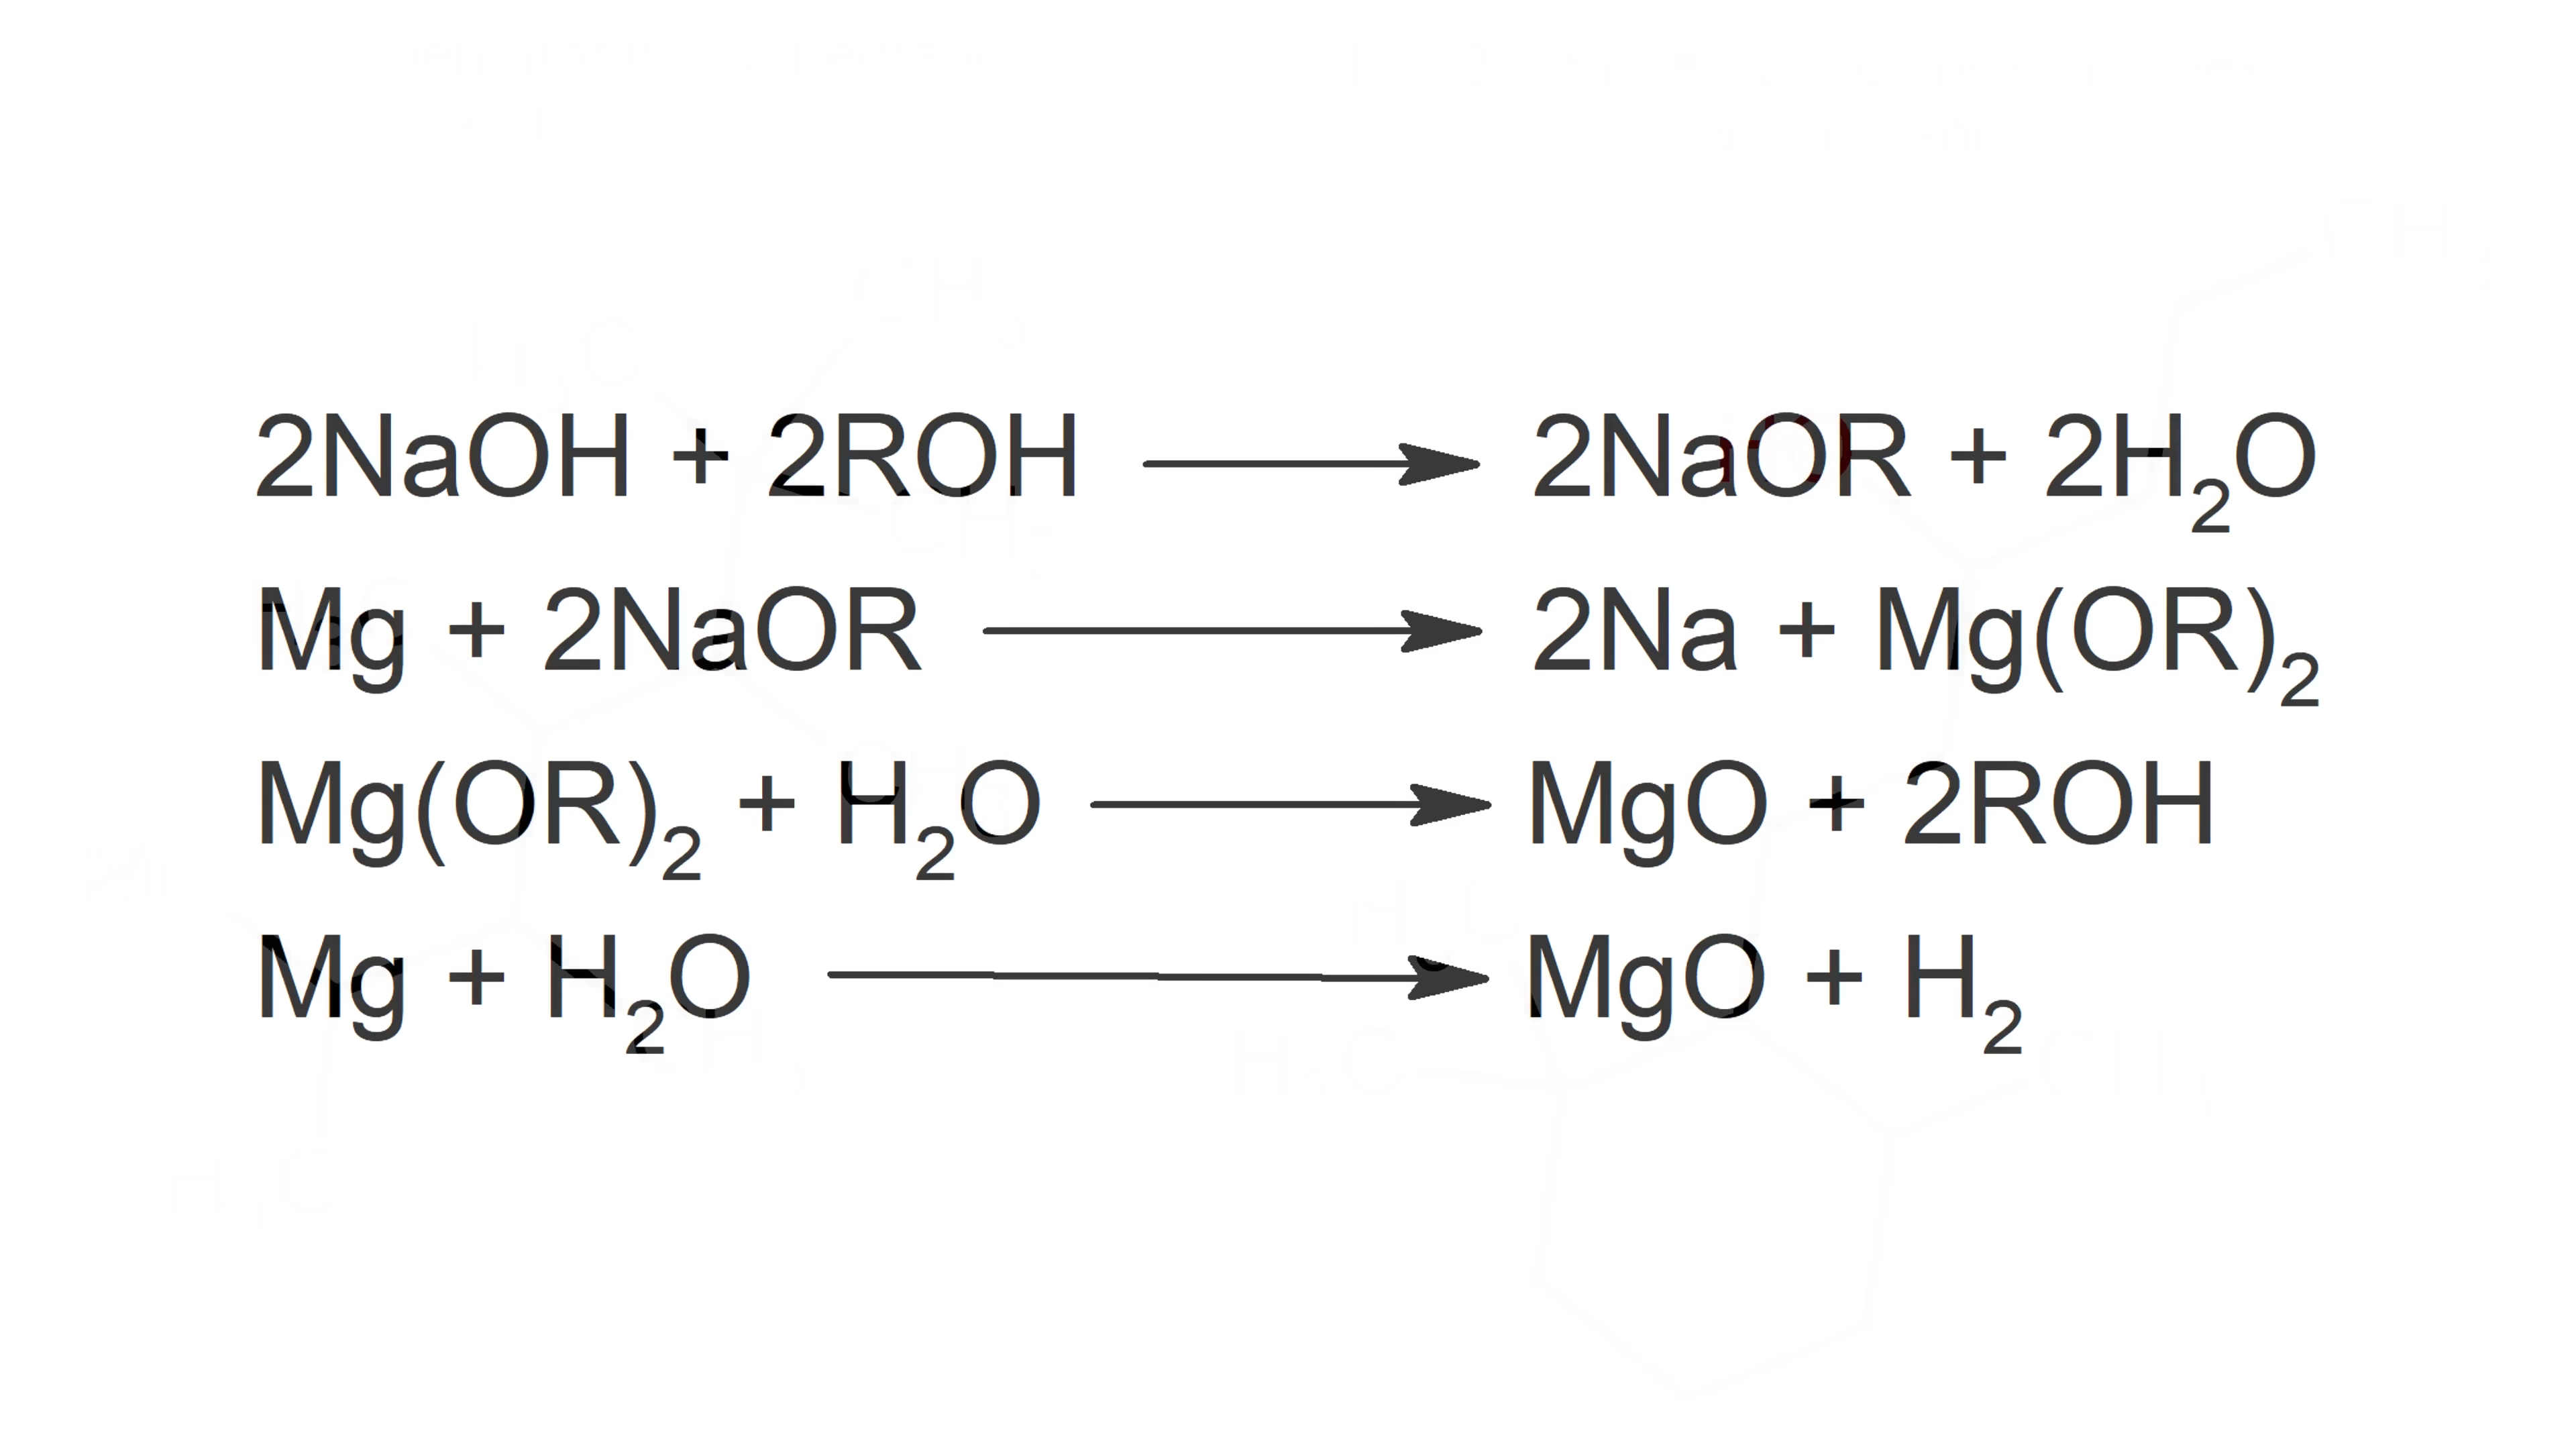 2NaOH + 2ROH ⟶ 2NaOR + 2H₂O
Mg + 2NaOR ⟶ 2Na + Mg(OR)₂
Mg(OR)₂ + H₂O ⟶ MgO + 2ROH
Mg + H₂O ⟶ MgO + H₂